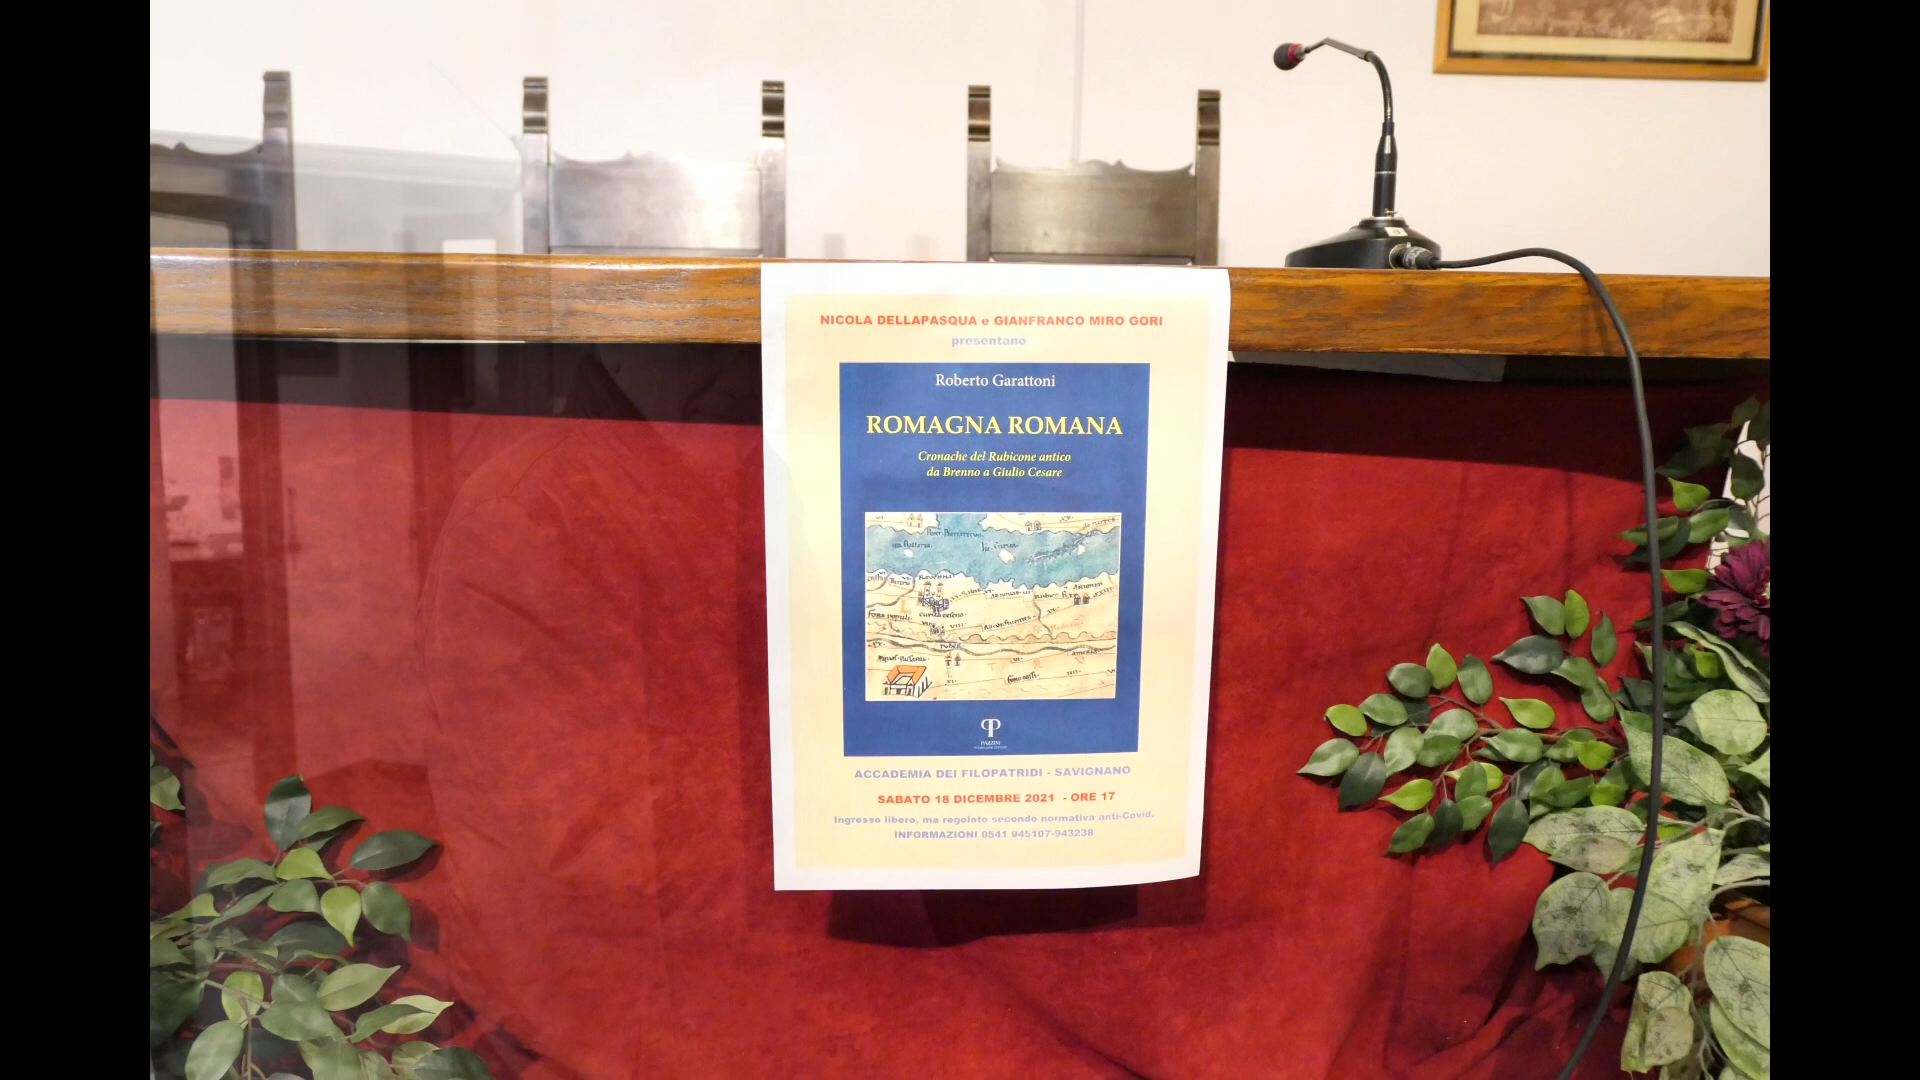 NICOLA DELLAPASQUA e GIANFRANCO MIRO GORI
presentano
Roberto Garattoni
ROMAGNA ROMANA
Cronache del Rubicone antico
da Brenno a Giulio Cesare
PAZZINI
ACCADEMIA DEI FILOPATRIDI - SAVIGNANO
SABATO 18 DICEMBRE 2021 - ORE 17
Ingresso libero, ma regolato secondo normativa anti-Covid.
INFORMAZIONI 0541 945107-943238